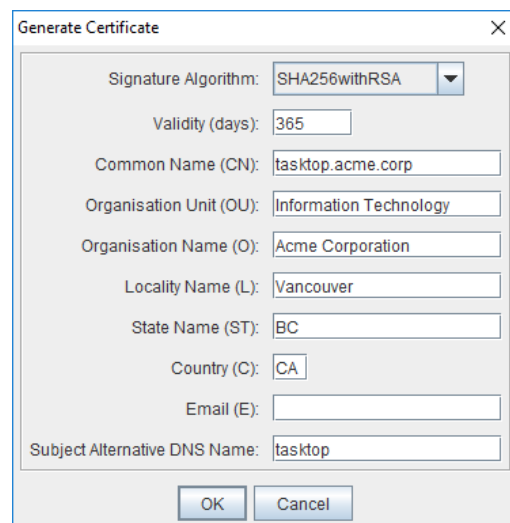 Generate Certificate
Signature Algorithm: SHA256withRSA
Validity (days): 365
Common Name (CN): tasktop.acme.corp
Organisation Unit (OU): Information Technology
Organisation Name (O): Acme Corporation
Locality Name (L): Vancouver
State Name (ST): BC
Country (C): CA
Email (E):
Subject Alternative DNS Name: tasktop
OK Cancel